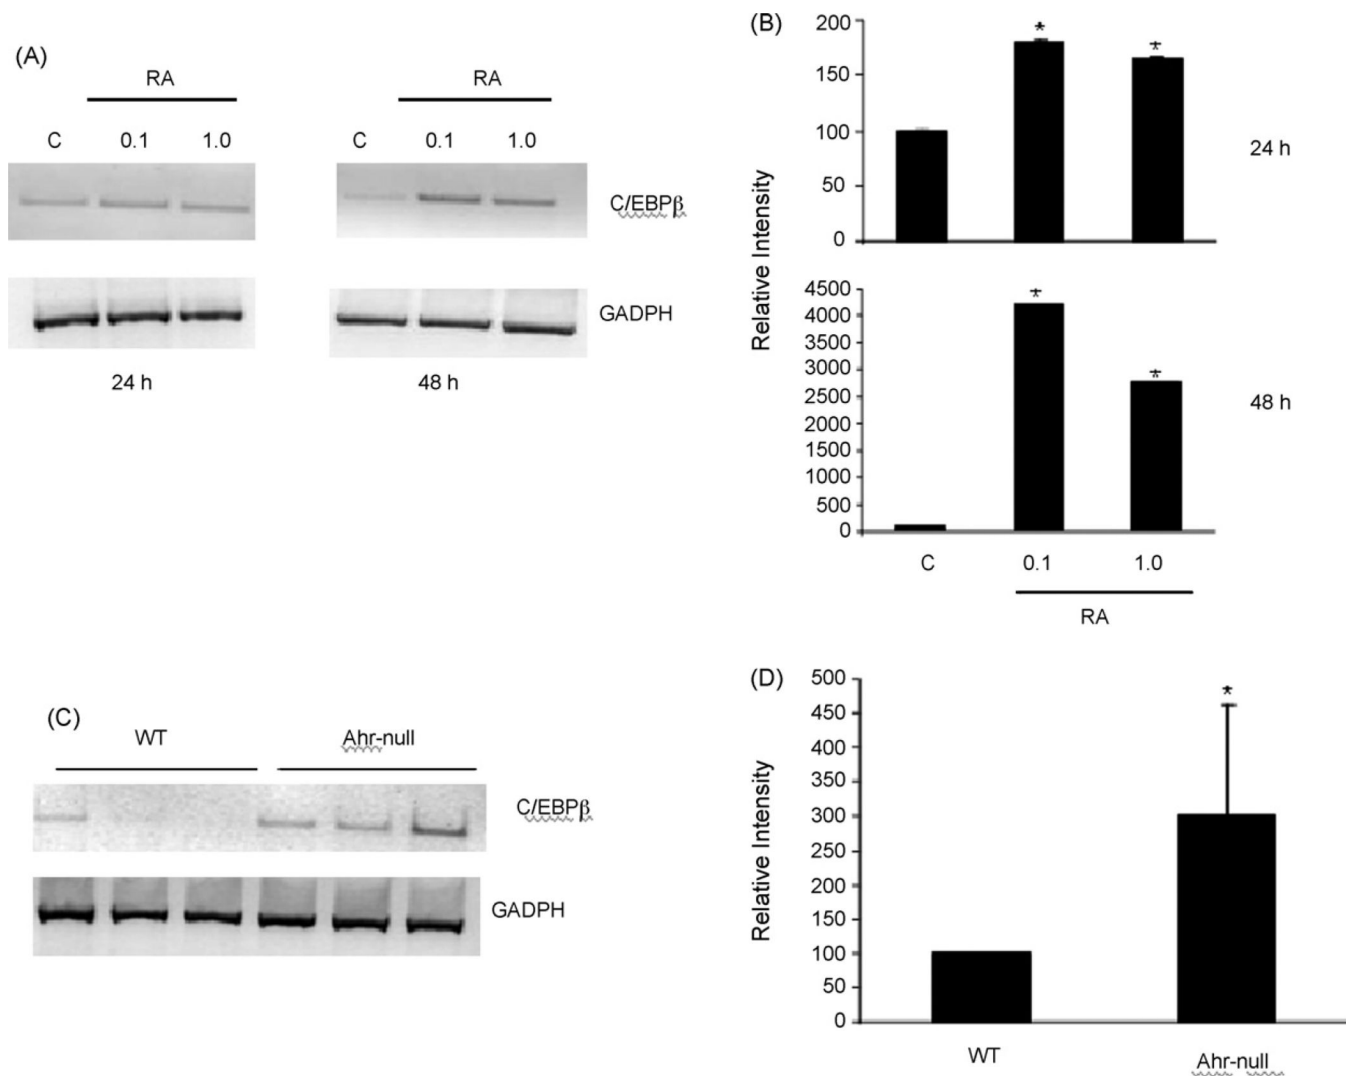 (A)
RA
RA
C 0.1 1.0
C 0.1 1.0
C/EBPβ
GADPH
24 h
48 h
(B)
Relative Intensity
200
150
100
50
0
* *
24 h
4500
4000
3500
3000
2500
2000
1500
1000
500
0
* *
48 h
C 0.1 1.0
RA
(C)
WT Ahr-null
C/EBPβ
GADPH
(D)
Relative Intensity
500
450
400
350
300
250
200
150
100
50
0
*
WT Ahr-null